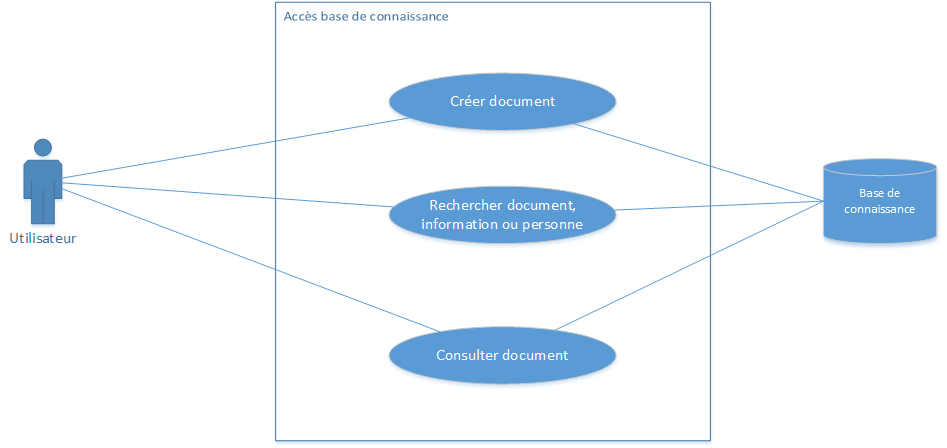 Accès base de connaissance
Créer document
Utilisateur
Rechercher document,
information ou personne
Base de
connaissance
Consulter document